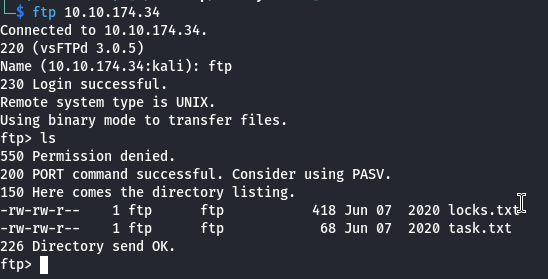 └─$ ftp 10.10.174.34
Connected to 10.10.174.34.
220 (vsFTPd 3.0.5)
Name (10.10.174.34:kali): ftp
230 Login successful.
Remote system type is UNIX.
Using binary mode to transfer files.
ftp> ls
550 Permission denied.
200 PORT command successful. Consider using PASV.
150 Here comes the directory listing.
-rw-rw-r--    1 ftp      ftp           418 Jun 07  2020 locks.txt
-rw-rw-r--    1 ftp      ftp            68 Jun 07  2020 task.txt
226 Directory send OK.
ftp>